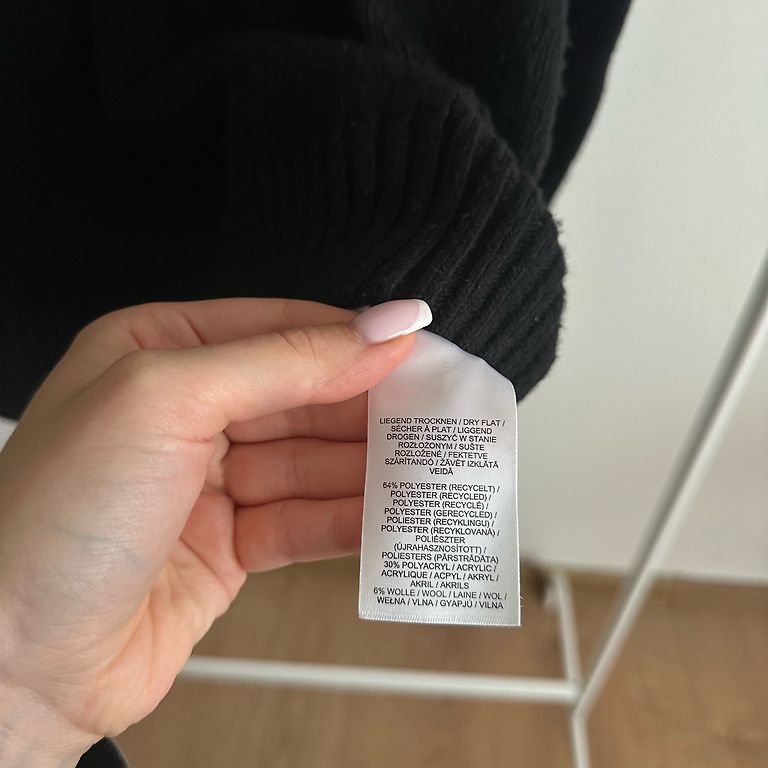 LIEGEND TROCKNEN / DRY FLAT /
SÉCHER À PLAT / LIGGEND
DROGEN / SUSZYĆ W STANIE
ROZŁOŻONYM / SUŠTE
ROZLOŽENÉ / FEKTETVE
SZÁRÍTANDÓ / ŽĀVĒT IZKLĀTĀ
VEIDĀ
64% POLYESTER (RECYCELT) /
POLYESTER (RECYCLED) /
POLYESTER (RECYCLÉ) /
POLYESTER (GERECYCLED) /
POLIESTER (RECYKLINGU) /
POLYESTER (RECYKLOVANÁ) /
POLIÉSZTER
(ÚJRAHASZNOSÍTOTT) /
POLIESTERS (PĀRSTRĀDĀTA)
30% POLYACRYL / ACRYLIC /
ACRYLIQUE / ACPYL / AKRYL /
AKRIL / AKRILS
6% WOLLE / WOOL / LAINE / WOL /
WEŁNA / VLNA / GYAPJÚ / VILNA